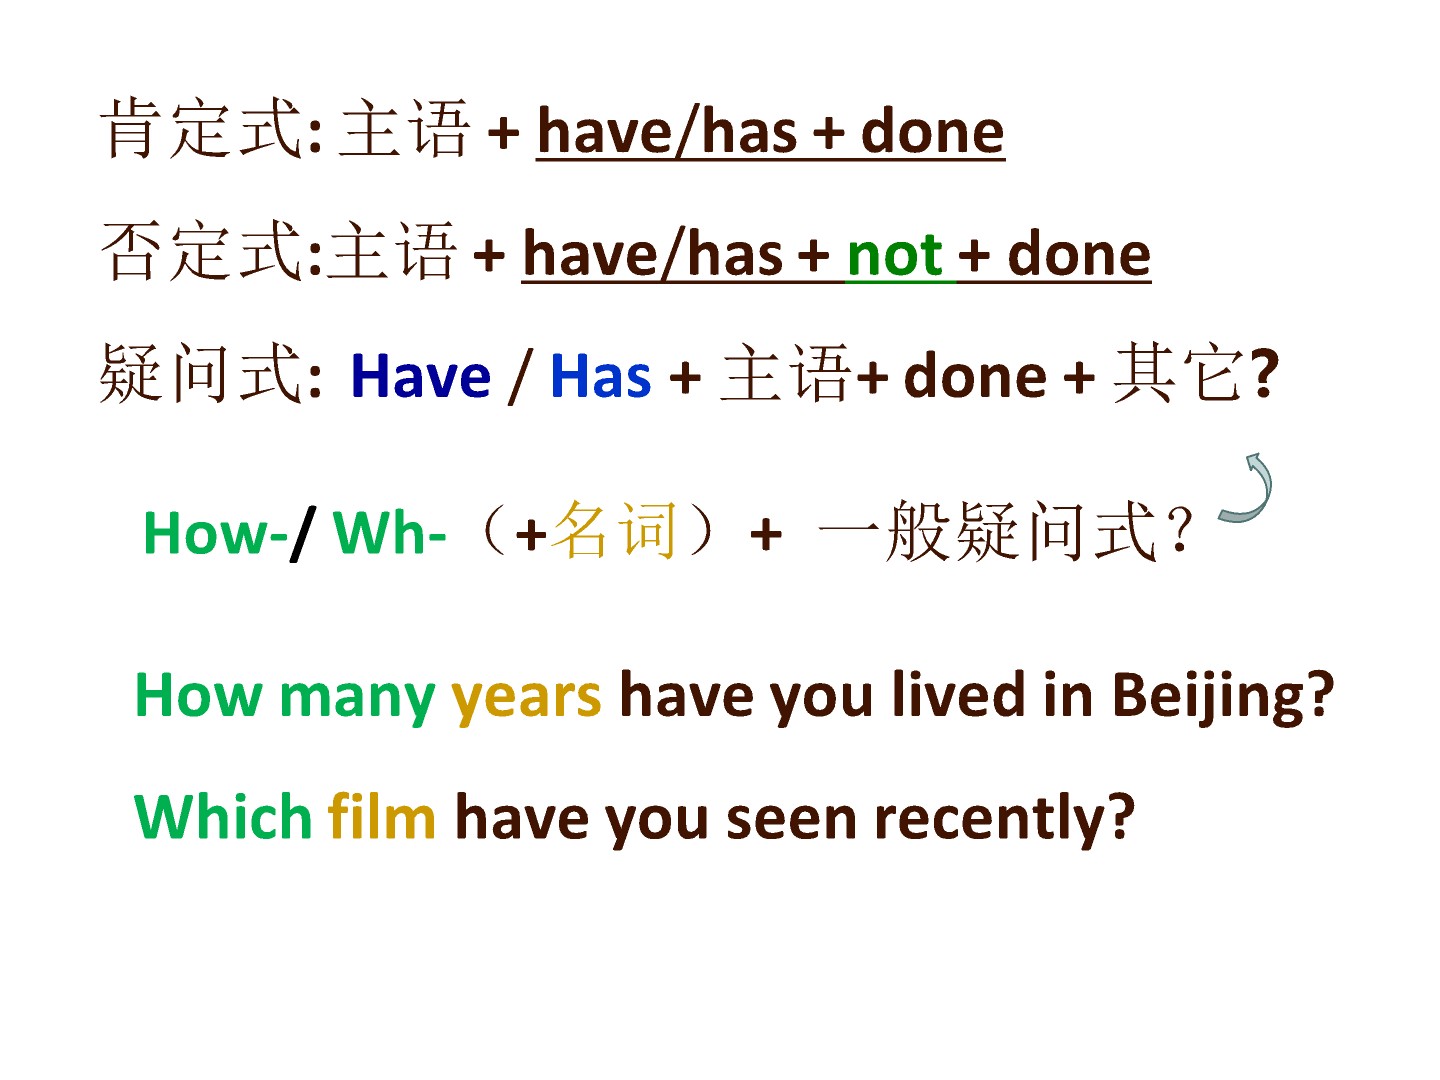 肯定式: 主语 + have/has + done
否定式:主语 + have/has + not + done
疑问式: Have / Has + 主语+ done + 其它?
How-/ Wh-（+名词）+ 一般疑问式？
How many years have you lived in Beijing?
Which film have you seen recently?